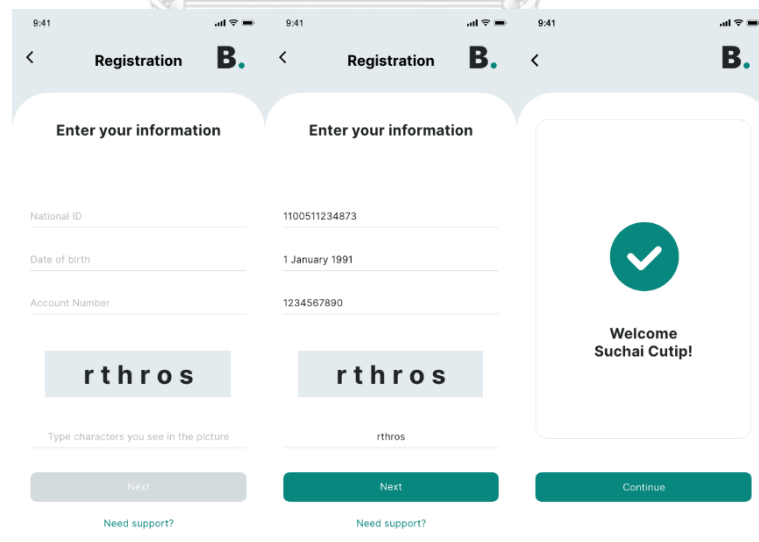 9:41
Registration
B.
Enter your information
National ID
Date of birth
Account Number
rthros
Type characters you see in the picture
Next
Need support?
9:41
Registration
B.
Enter your information
1100511234873
1 January 1991
1234567890
rthros
rthros
Next
Need support?
9:41
B.
Welcome
Suchai Cutip!
Continue